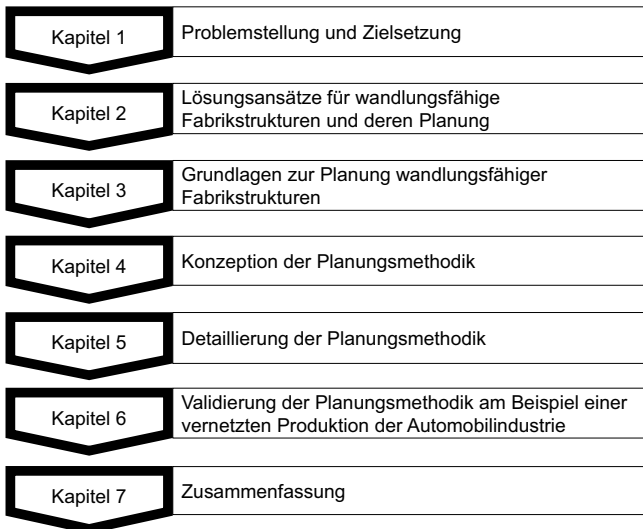 Kapitel 1
Problemstellung und Zielsetzung
Kapitel 2
Lösungsansätze für wandlungsfähige
Fabrikstrukturen und deren Planung
Kapitel 3
Grundlagen zur Planung wandlungsfähiger
Fabrikstrukturen
Kapitel 4
Konzeption der Planungsmethodik
Kapitel 5
Detaillierung der Planungsmethodik
Kapitel 6
Validierung der Planungsmethodik am Beispiel einer
vernetzten Produktion der Automobilindustrie
Kapitel 7
Zusammenfassung